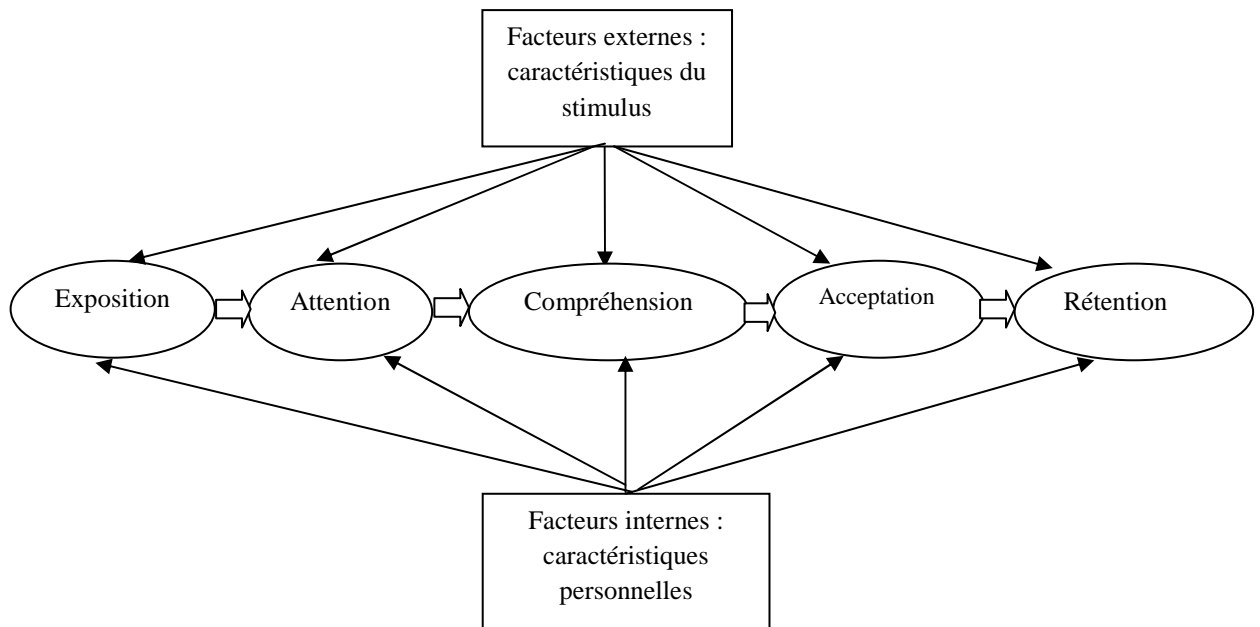 Facteurs externes :
caractéristiques du
stimulus
Exposition
Attention
Compréhension
Acceptation
Rétention
Facteurs internes :
caractéristiques
personnelles